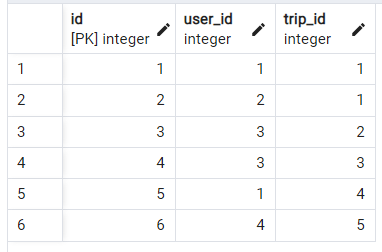 id user_id trip_id
[PK] integer integer integer
1 1 1 1
2 2 2 1
3 3 3 2
4 4 3 3
5 5 1 4
6 6 4 5